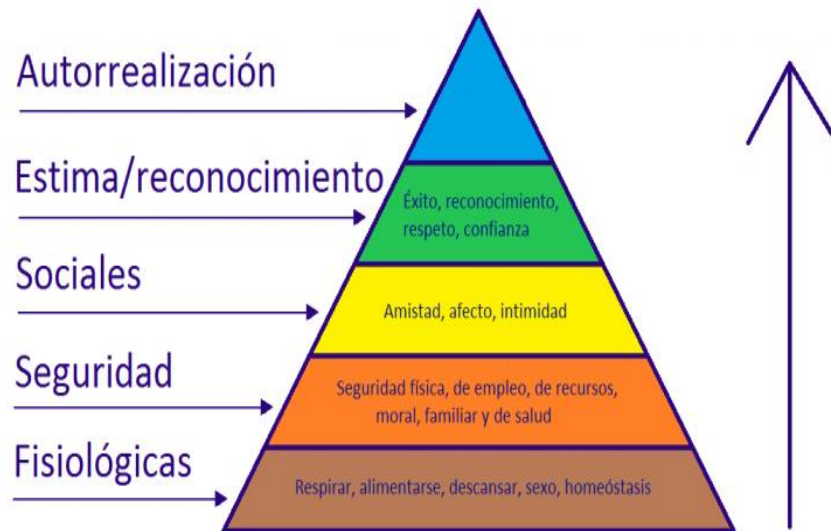 Autorrealización
Estima/reconocimiento
Éxito, reconocimiento,
respeto, confianza
Sociales
Amistad, afecto, intimidad
Seguridad
Seguridad física, de empleo, de recursos,
moral, familiar y de salud
Fisiológicas
Respirar, alimentarse, descansar, sexo, homeóstasis